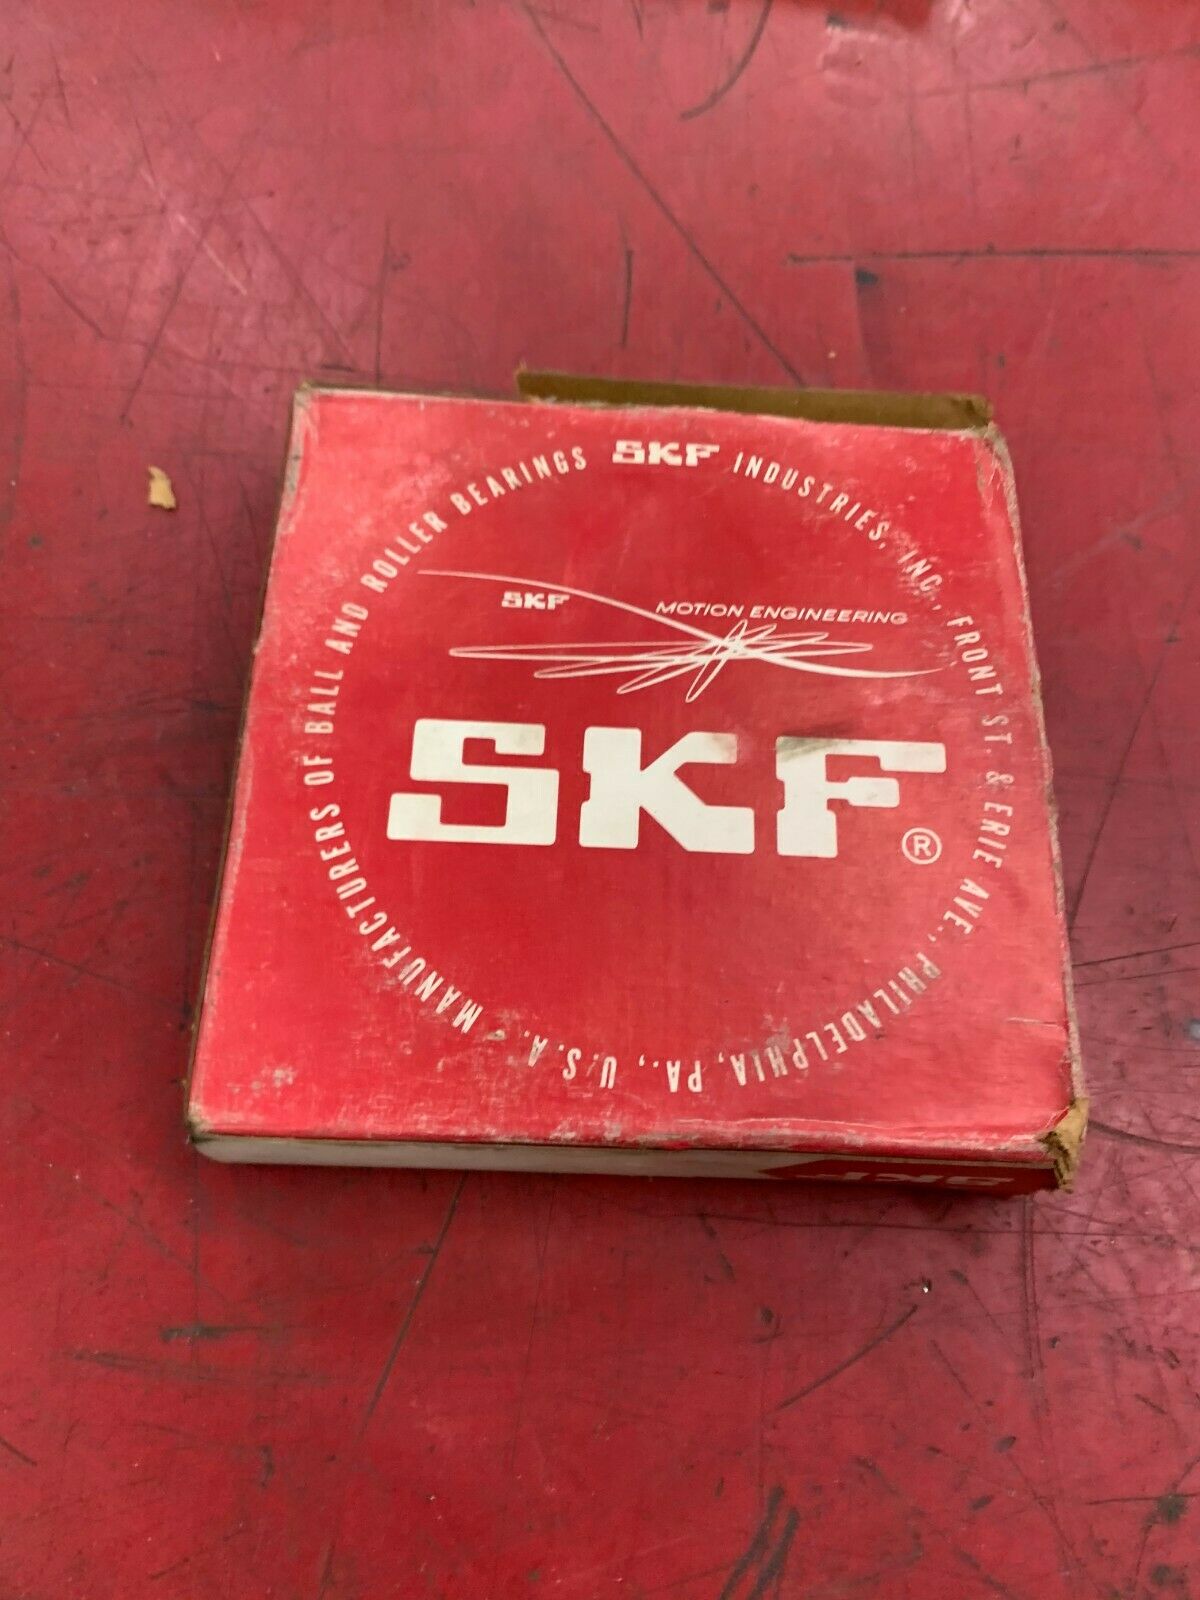 SKF INDUSTRIES, INC., FRONT ST. & ERIE AVE., PHILADELPHIA, PA., U.S.A. MANUFACTURERS OF BALL AND ROLLER BEARINGS
SKF MOTION ENGINEERING
SKF®
SKF